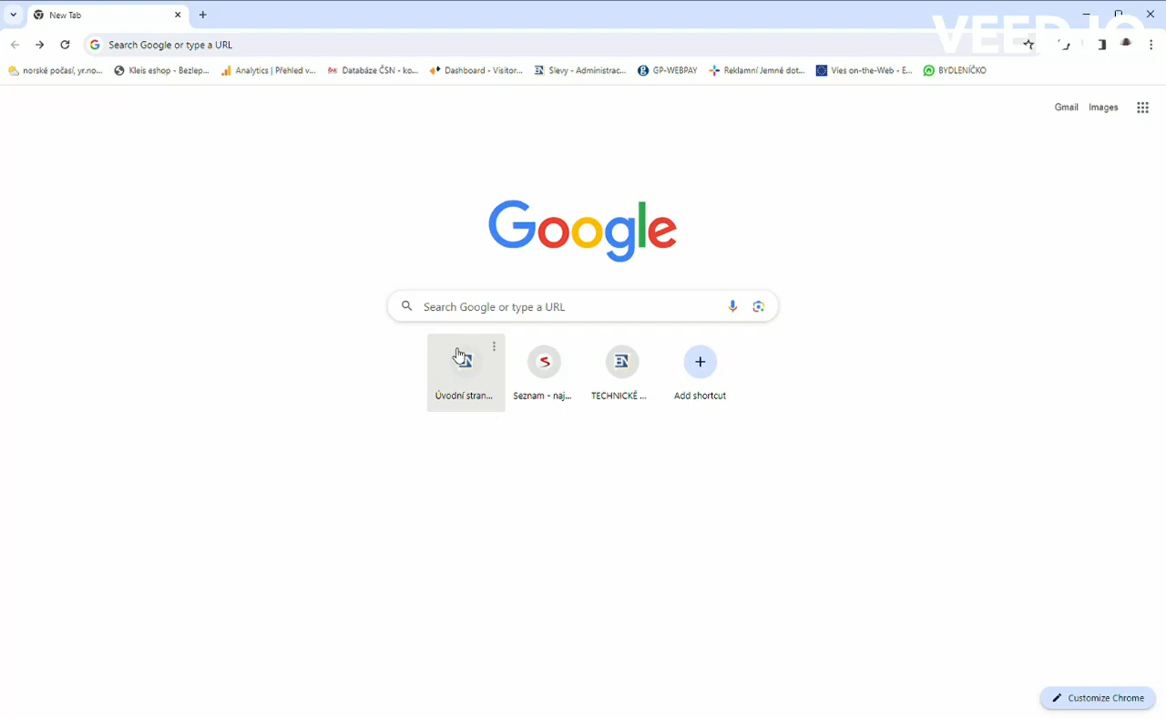 New Tab
VEED.IO
Search Google or type a URL
norské počasí, yr.no... Kleis eshop - Bezlep... Analytics | Přehled v... Databáze ČSN - ko... Dashboard - Visitor... Slevy - Administrac... GP-WEBPAY Reklamní Jemné dot... Vies on-the-Web - E... BYDLENÍČKO
Gmail Images
Google
Search Google or type a URL
Úvodní stran... Seznam - naj... TECHNICKÉ ... Add shortcut
Customize Chrome